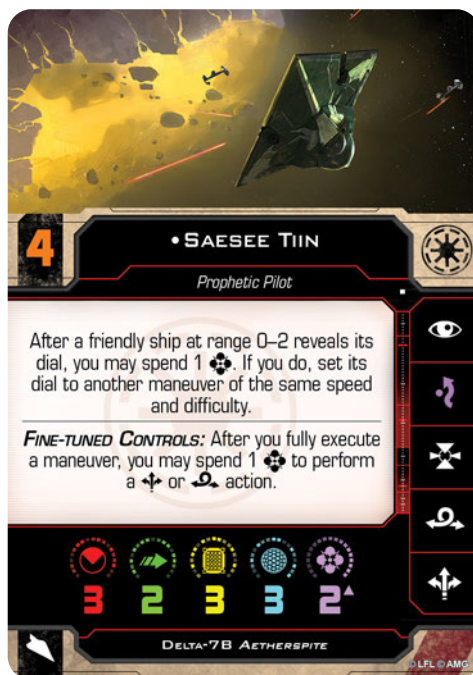 4
•Saesee Tiin
Prophetic Pilot
After a friendly ship at range 0–2 reveals its
dial, you may spend 1 . If you do, set its
dial to another maneuver of the same speed
and difficulty.
Fine-tuned Controls: After you fully execute
a maneuver, you may spend 1 to perform
a or action.
3 2 3 3 2
Delta-7B Aetherspite
© LFL © AMG